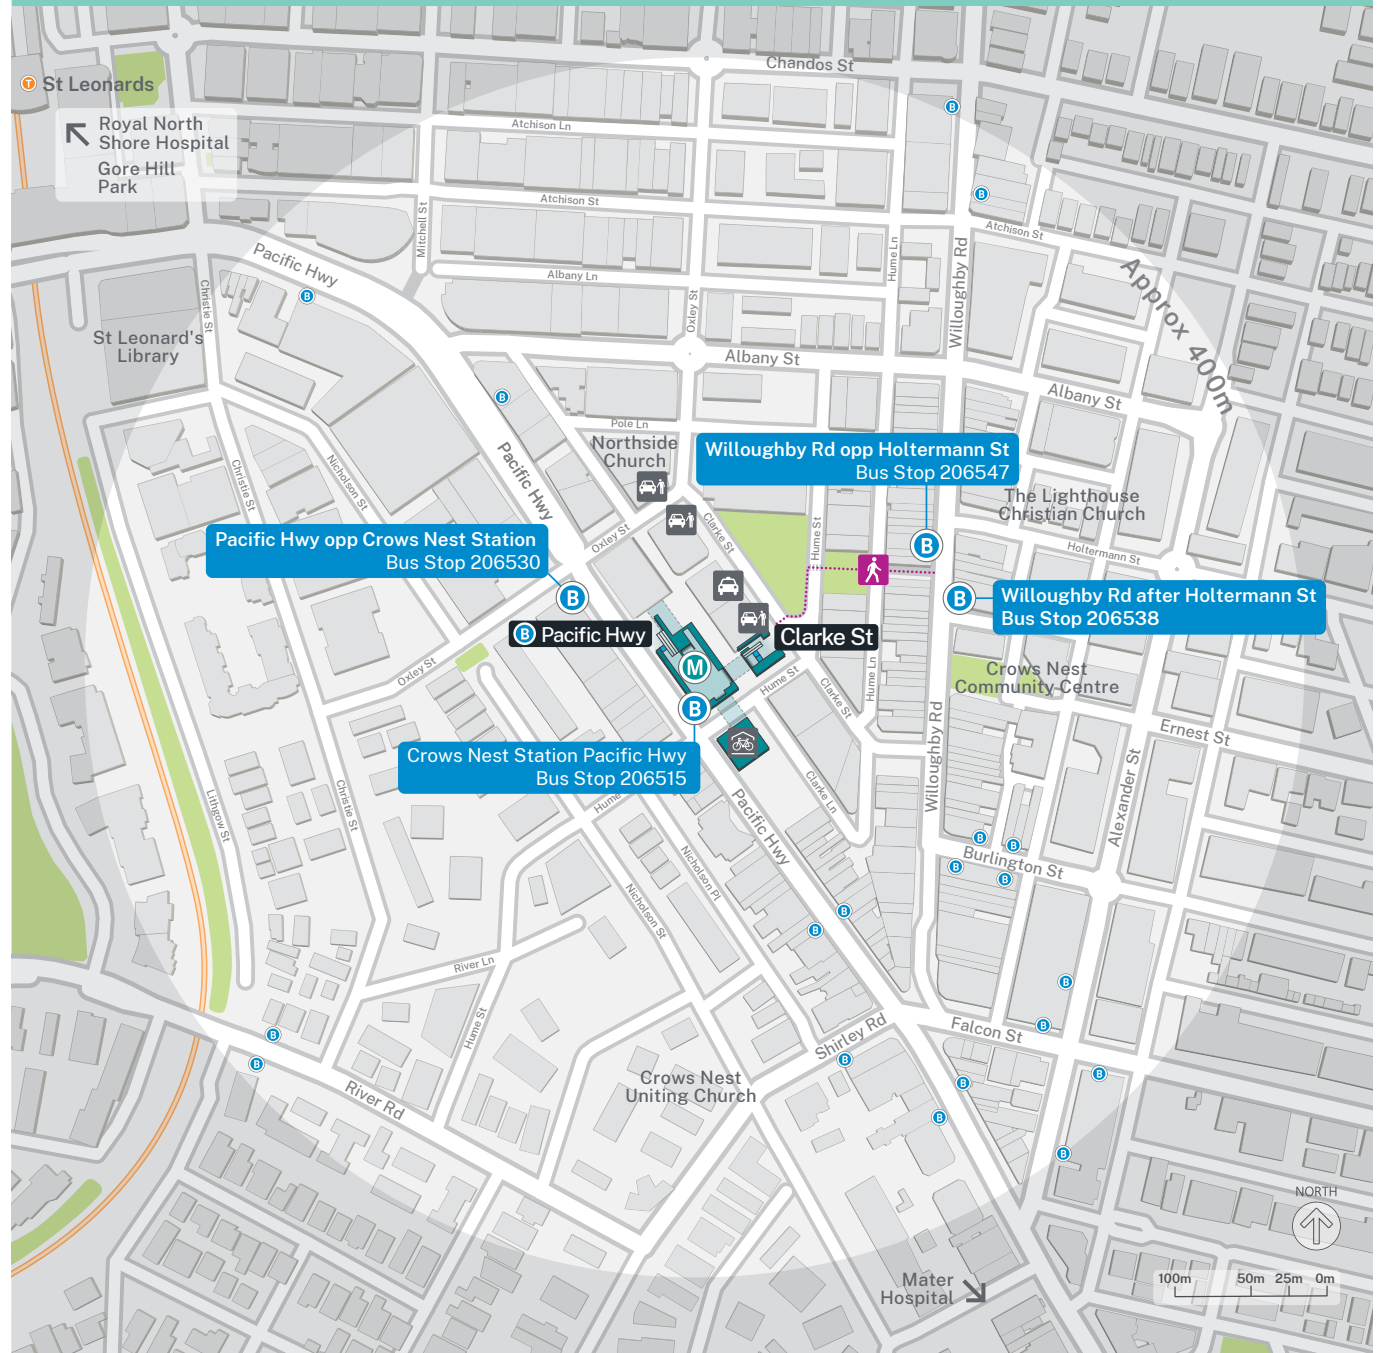 Chandos St
T St Leonards
Royal North
Shore Hospital
Gore Hill
Park
B
Atchison Ln
B
Atchison St
Mitchell St
Atchison St
Pacific Hwy
Hume Ln
Willoughby Rd
Approx 400m
Albany Ln
Christie St
B
Oxley St
St Leonard's
Library
Albany St
Albany St
B
Pole Ln
Northside
Church
Willoughby Rd opp Holtermann St
Bus Stop 206547
Pacific Hwy
Christie St
Nicholson St
The Lighthouse
Christian Church
Clarke St
Hume St
Oxley St
Pacific Hwy opp Crows Nest Station
Bus Stop 206530
B
Holtermann St
B
B
Willoughby Rd after Holtermann St
Bus Stop 206538
B Pacific Hwy
Clarke St
M
Oxley St
Hume St
Hume Ln
Clarke St
Crows Nest
Community Centre
B
Willoughby Rd
Ernest St
Crows Nest Station Pacific Hwy
Bus Stop 206515
Alexander St
Clarke Ln
Hume
Christie St
Lithgow St
Pacific Hwy
B
B
Burlington St
B
B
Nicholson Pl
Nicholson St
B
B
River Ln
B
Hume St
B
B
Falcon St
B
Shirley Rd
B
B
B
Crows Nest
Uniting Church
B
River Rd
B
B
NORTH
Mater
Hospital
100m 50m 25m 0m